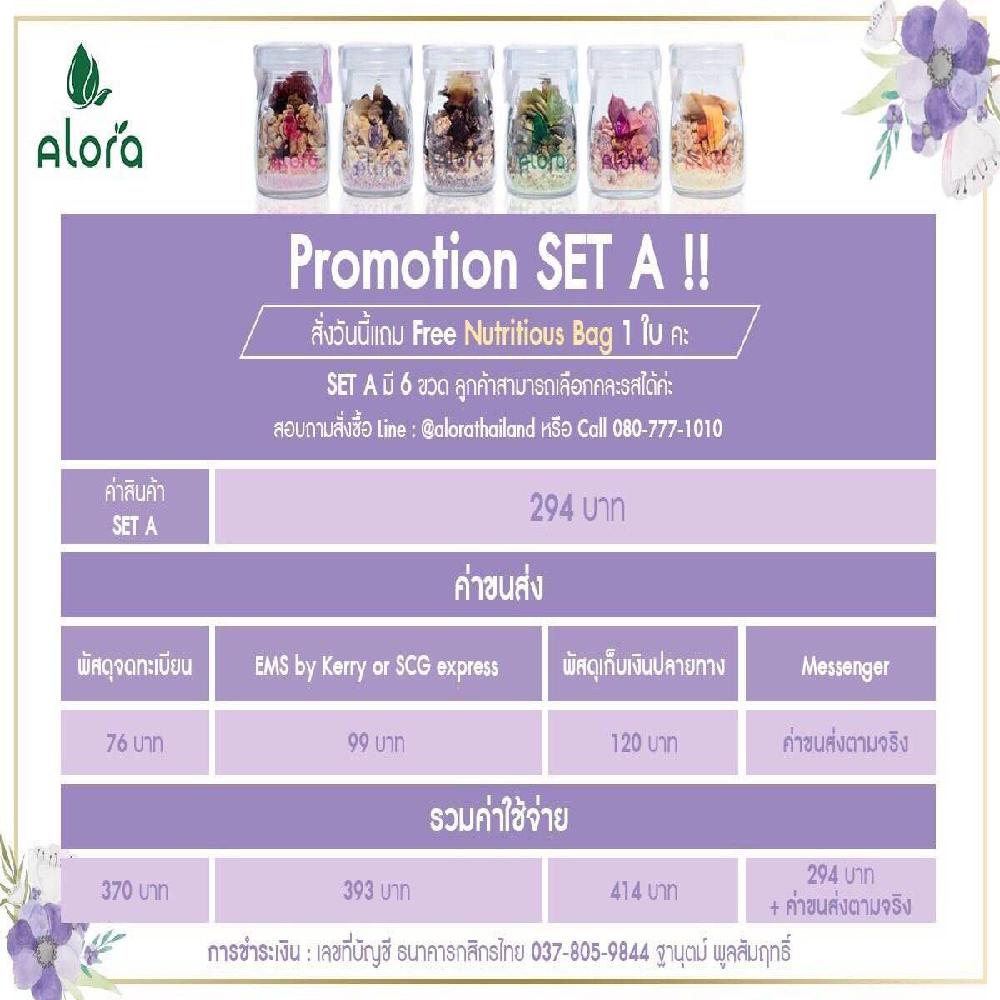 Alora
Alora Alora Alora Alora Alora Alora
Promotion SET A !!
สั่งวันนี้แถม Free Nutritious Bag 1 ใบ คะ
SET A มี 6 ขวด ลูกค้าสามารถเลือกคละรสได้ค่ะ
สอบถามสั่งซื้อ Line : @alorathailand หรือ Call 080-777-1010
ค่าสินค้า
SET A
294 บาท
ค่าขนส่ง
พัสดุจดทะเบียน EMS by Kerry or SCG express พัสดุเก็บเงินปลายทาง Messenger
76 บาท 99 บาท 120 บาท ค่าขนส่งตามจริง
รวมค่าใช้จ่าย
370 บาท 393 บาท 414 บาท 294 บาท
+ ค่าขนส่งตามจริง
การชำระเงิน : เลขที่บัญชี ธนาคารกสิกรไทย 037-805-9844 ฐานุตม์ พูลสัมฤทธิ์